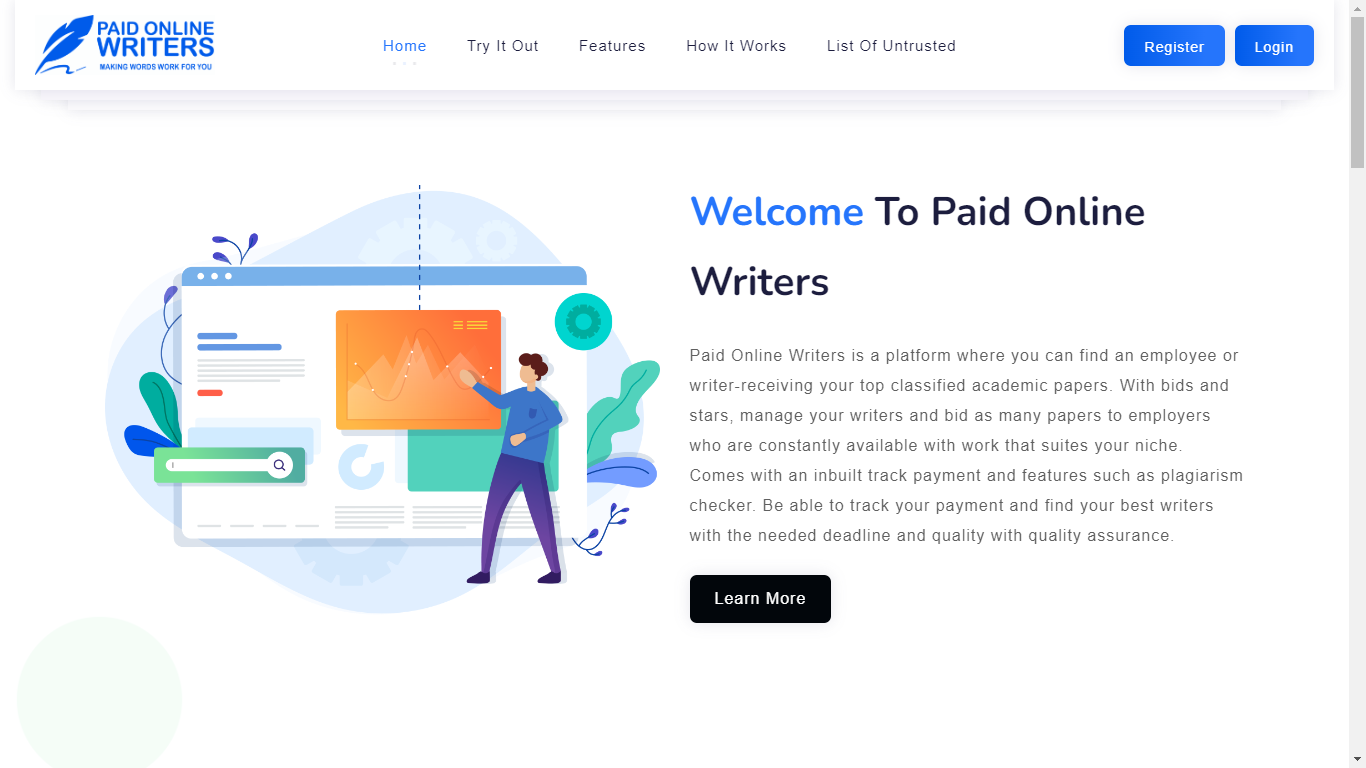 PAID ONLINE
WRITERS
MAKING WORDS WORK FOR YOU
Home
Try It Out
Features
How It Works
List Of Untrusted
Register
Login
Welcome To Paid Online
Writers
Paid Online Writers is a platform where you can find an employee or
writer-receiving your top classified academic papers. With bids and
stars, manage your writers and bid as many papers to employers
who are constantly available with work that suites your niche.
Comes with an inbuilt track payment and features such as plagiarism
checker. Be able to track your payment and find your best writers
with the needed deadline and quality with quality assurance.
Learn More